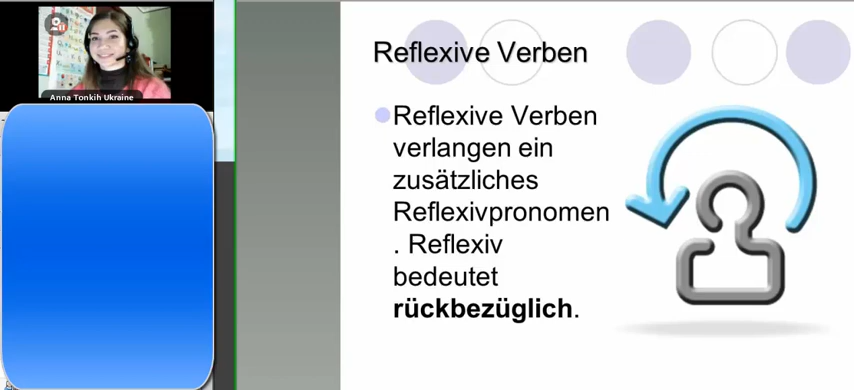 Anna Tonkih Ukraine
Reflexive Verben
Reflexive Verben
verlangen ein
zusätzliches
Reflexivpronomen
. Reflexiv
bedeutet
rückbezüglich.